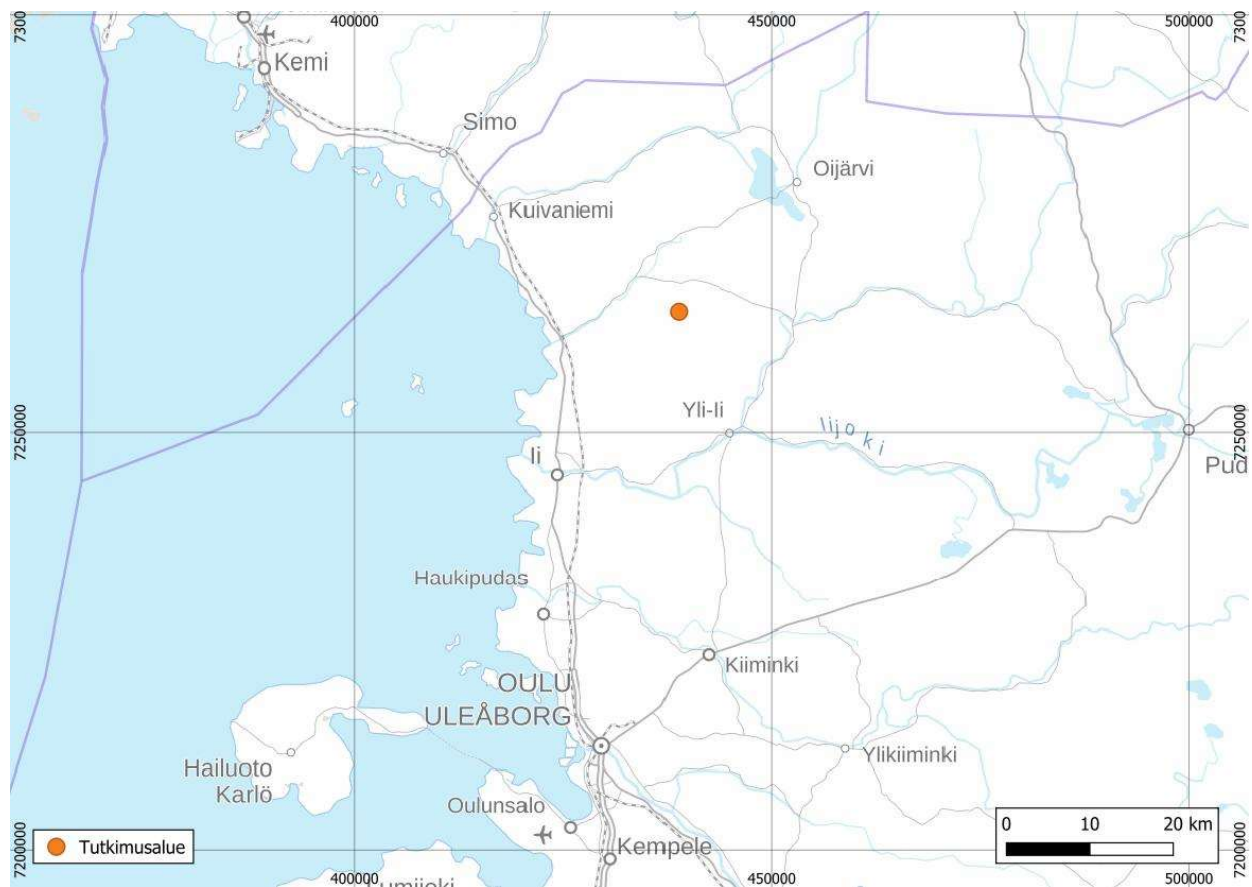 400000
450000
500000
7300
7300
Kemi
Simo
Oijärvi
Kuivaniemi
Yli-Ii
Iijoki
7250000
7250000
Ii
Pud
Haukipudas
Kiiminki
OULU
ULEÅBORG
Ylikiiminki
Hailuoto
Karlö
Oulunsalo
0 10 20 km
Tutkimusalue
Kempele
7200000
7200000
400000
450000
500000